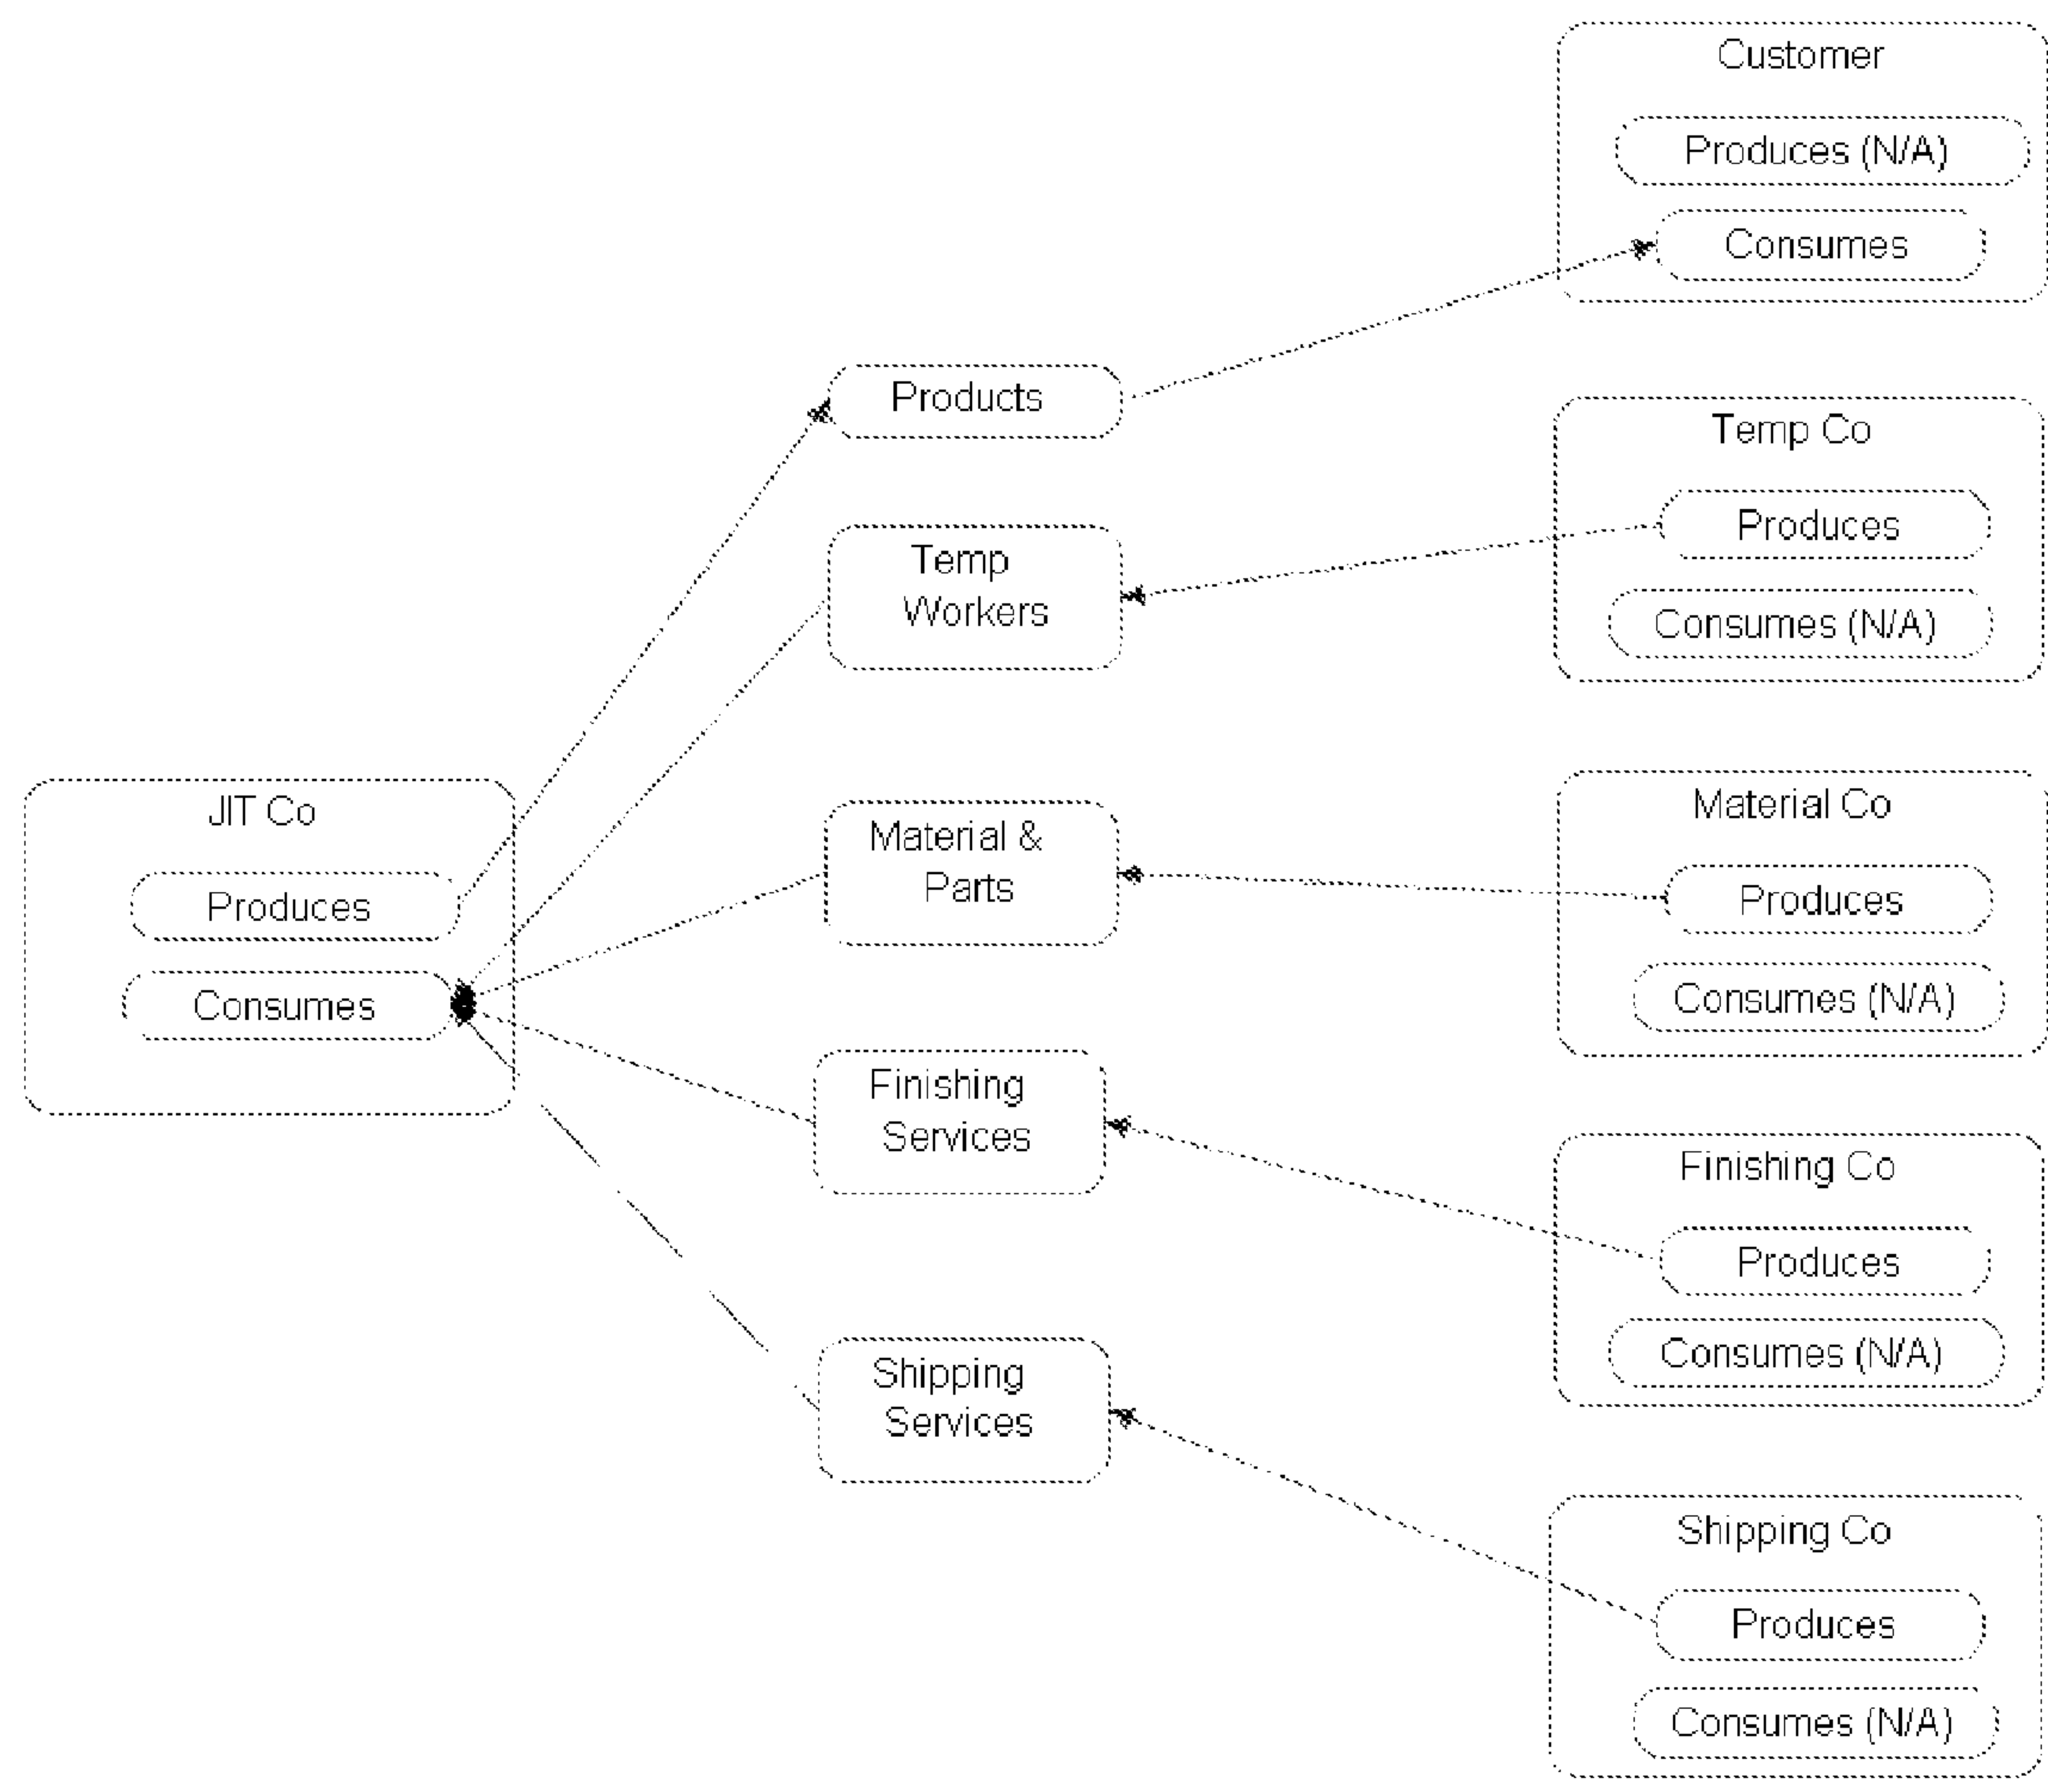 Customer
Produces (N/A)
Consumes
Products
Temp Co
Produces
Consumes (N/A)
Temp
Workers
JIT Co
Produces
Consumes
Material &
Parts
Material Co
Produces
Consumes (N/A)
Finishing
Services
Finishing Co
Produces
Consumes (N/A)
Shipping
Services
Shipping Co
Produces
Consumes (N/A)